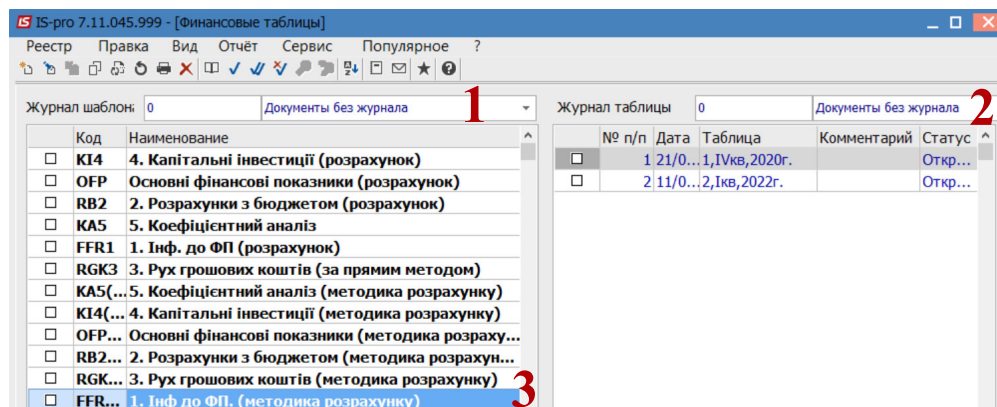 IS-pro 7.11.045.999 - [Финансовые таблицы]
Реестр Правка Вид Отчёт Сервис Популярное ?
Журнал шаблон: 0 Документы без журнала 1 Журнал таблицы 0 Документы без журнала 2
Код Наименование № п/п Дата Таблица Комментарий Статус
KI4 4. Капітальні інвестиції (розрахунок) 1 21/0... 1,IVкв,2020г. Откр...
OFP Основні фінансові показники (розрахунок) 2 11/0... 2,Iкв,2022г. Откр...
RB2 2. Розрахунки з бюджетом (розрахунок)
KA5 5. Коефіцієнтний аналіз
FFR1 1. Інф. до ФП (розрахунок)
RGK3 3. Рух грошових коштів (за прямим методом)
KA5(... 5. Коефіцієнтний аналіз (методика розрахунку)
KI4(... 4. Капітальні інвестиції (методика розрахунку)
OFP... Основні фінансові показники (методика розраху...
RB2... 2. Розрахунки з бюджетом (методика розрахун...
RGK... 3. Рух грошових коштів (методика розрахунку)
FFR... 1. Інф до ФП. (методика розрахунку) 3